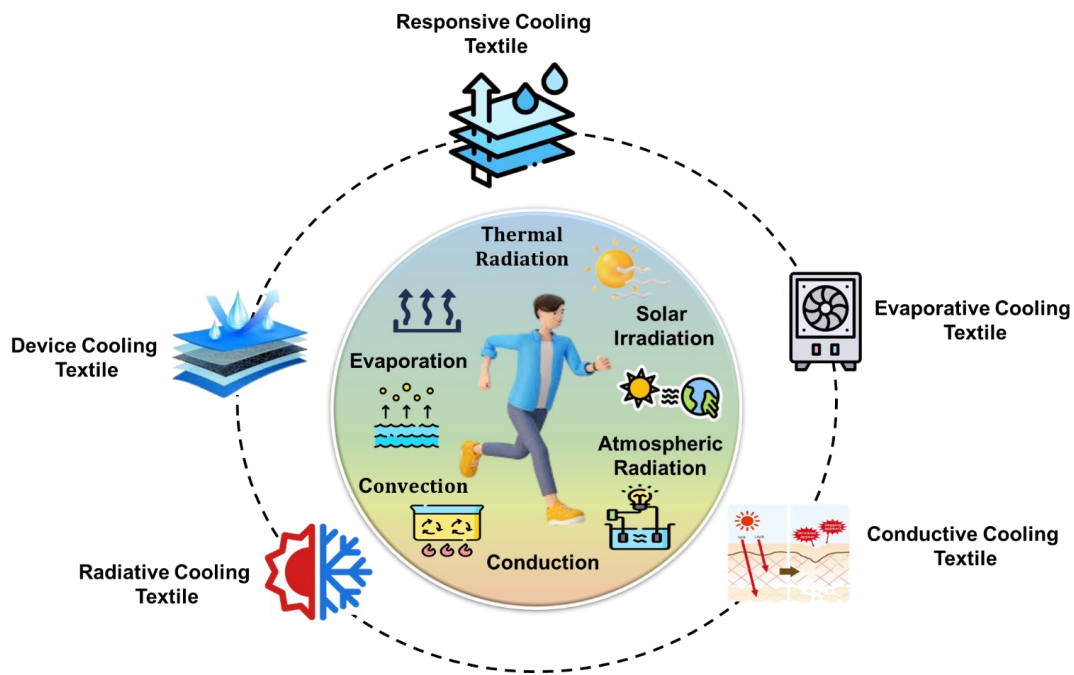 Responsive Cooling
Textile
Thermal
Radiation
Solar
Irradiation
Evaporation
Device Cooling
Textile
Evaporative Cooling
Textile
Atmospheric
Radiation
Convection
Conduction
Radiative Cooling
Textile
Conductive Cooling
Textile